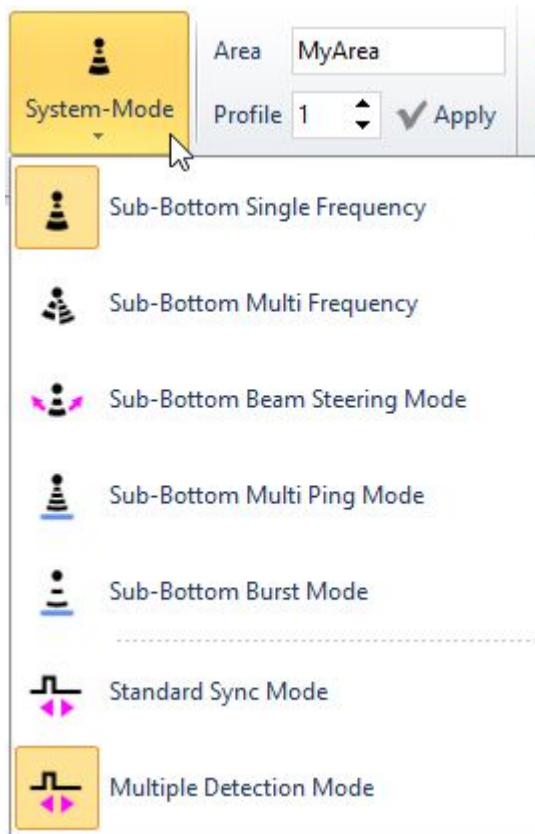 System-Mode
Area MyArea
Profile 1 Apply
Sub-Bottom Single Frequency
Sub-Bottom Multi Frequency
Sub-Bottom Beam Steering Mode
Sub-Bottom Multi Ping Mode
Sub-Bottom Burst Mode
Standard Sync Mode
Multiple Detection Mode